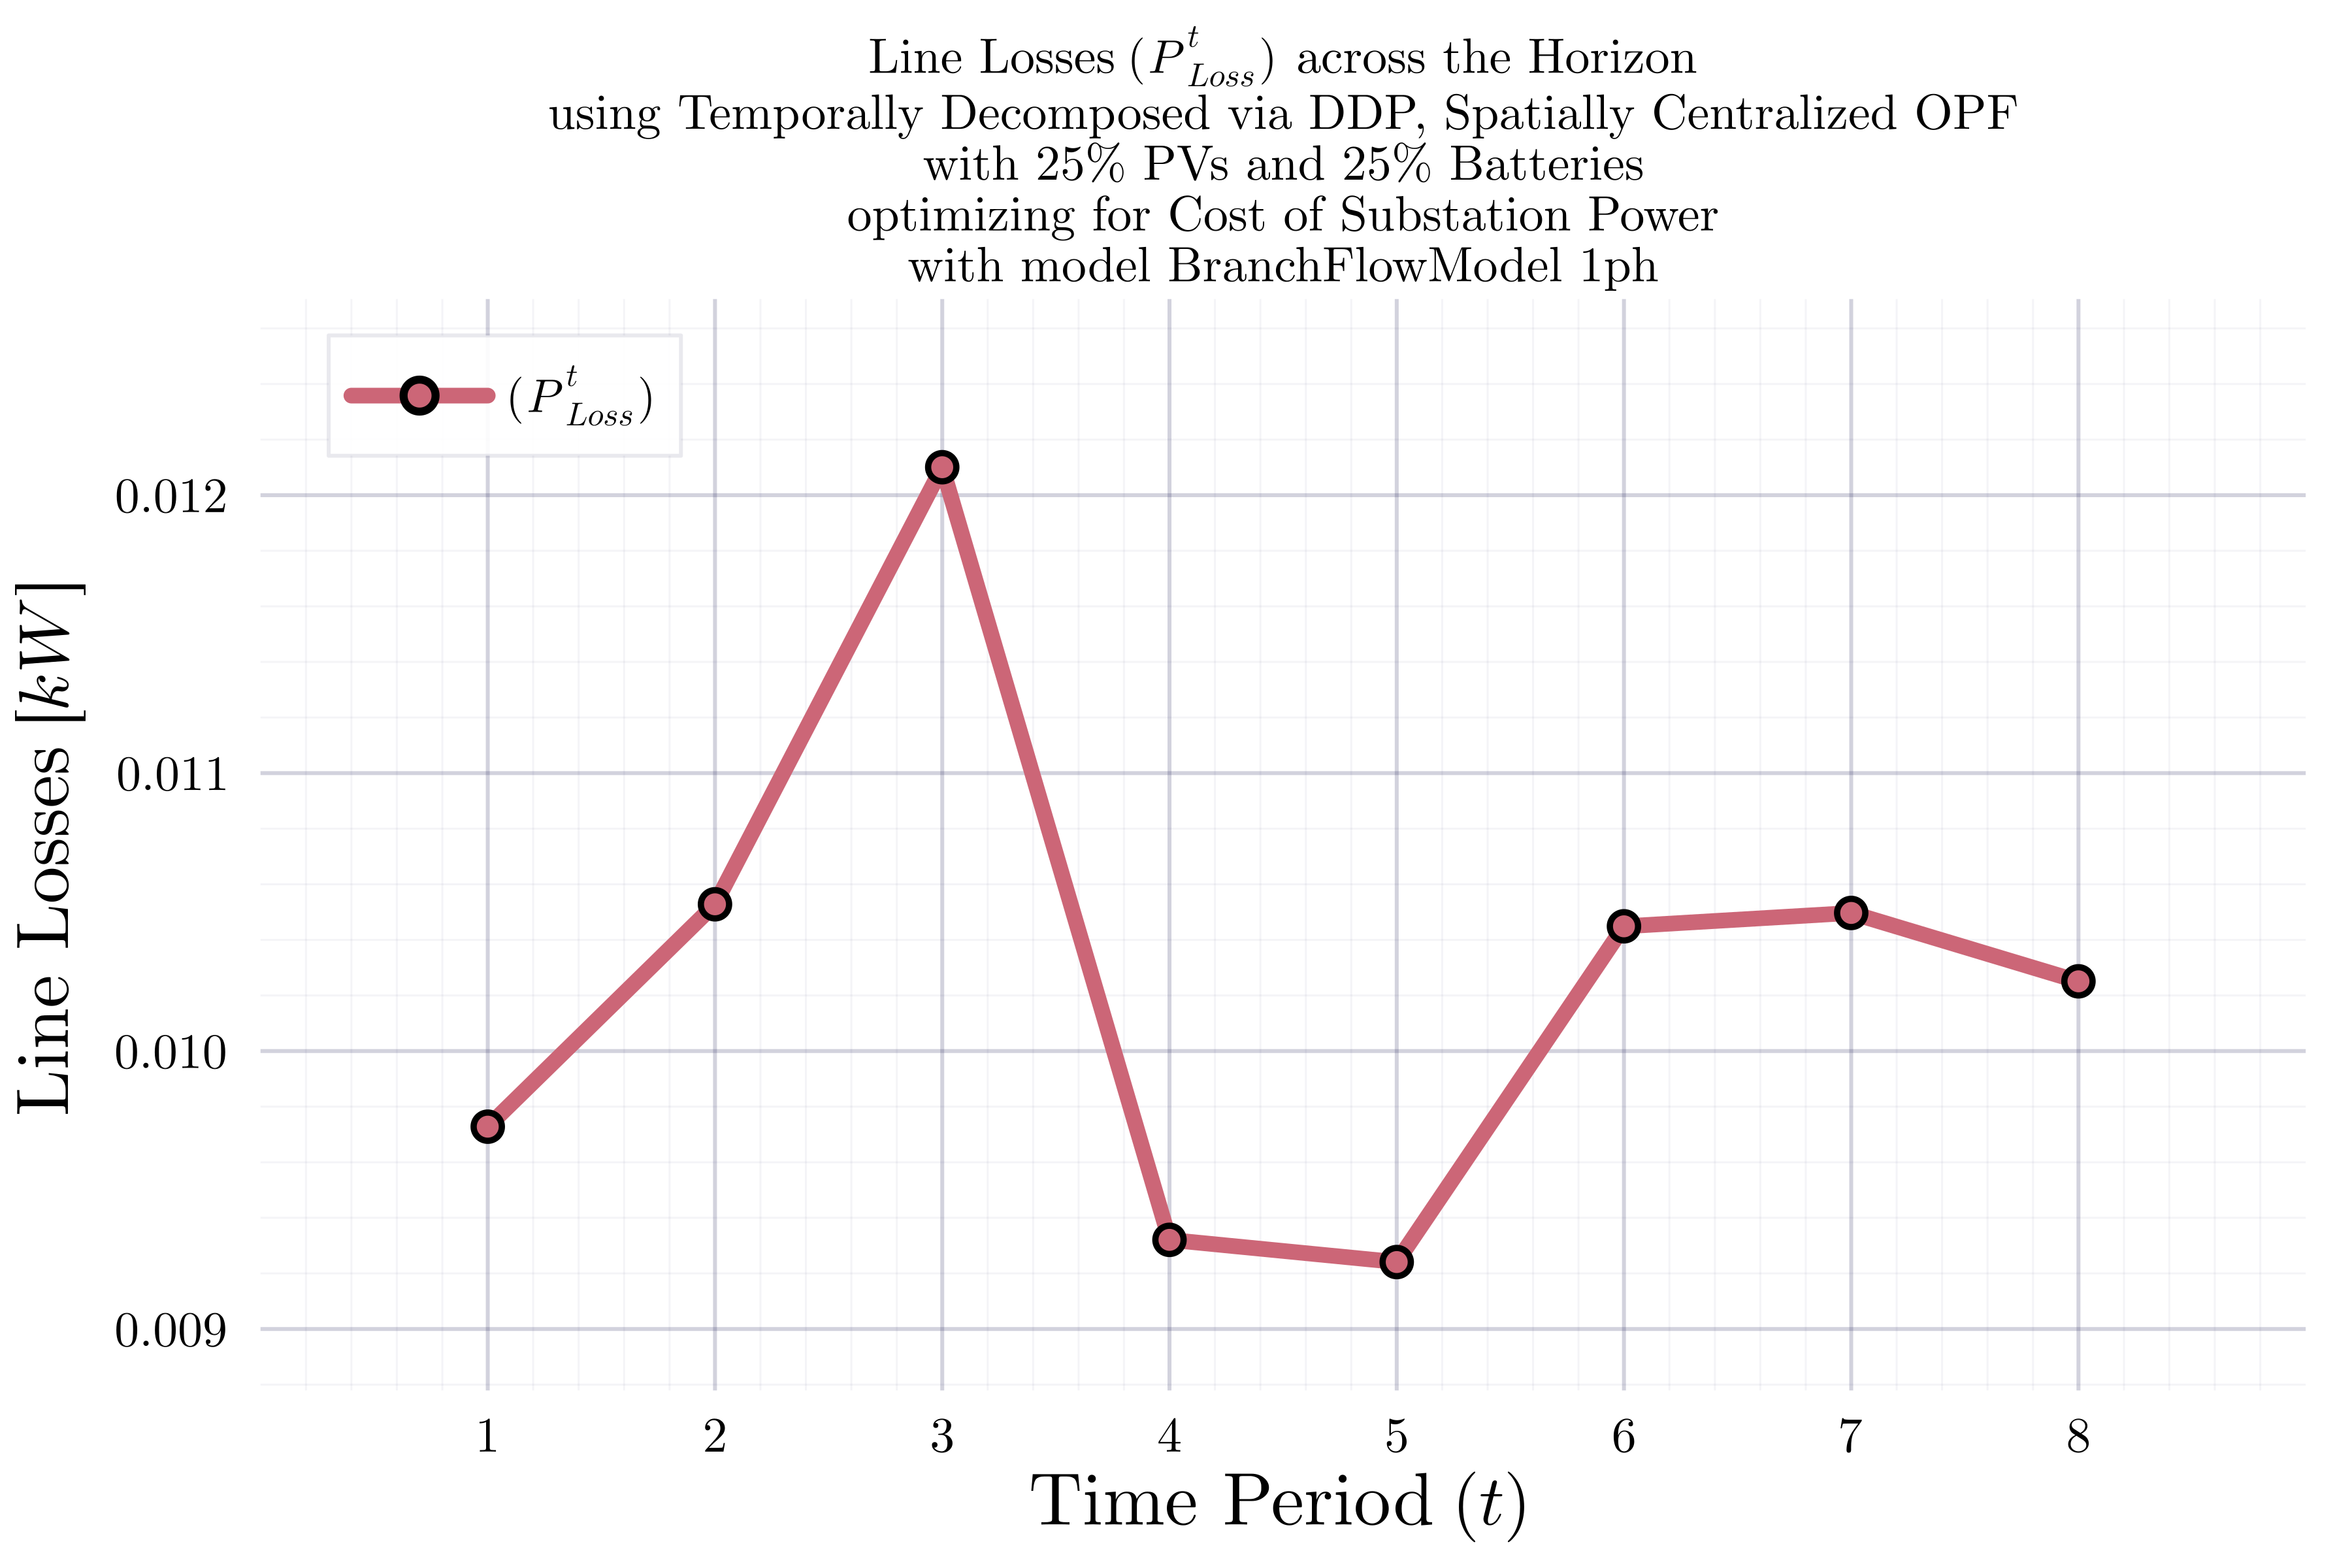 Line Losses (P^t_Loss) across the Horizon
using Temporally Decomposed via DDP, Spatially Centralized OPF
with 25% PVs and 25% Batteries
optimizing for Cost of Substation Power
with model BranchFlowModel 1ph
(P^t_Loss)
0.012
0.011
0.010
0.009
Line Losses [kW]
1 2 3 4 5 6 7 8
Time Period (t)